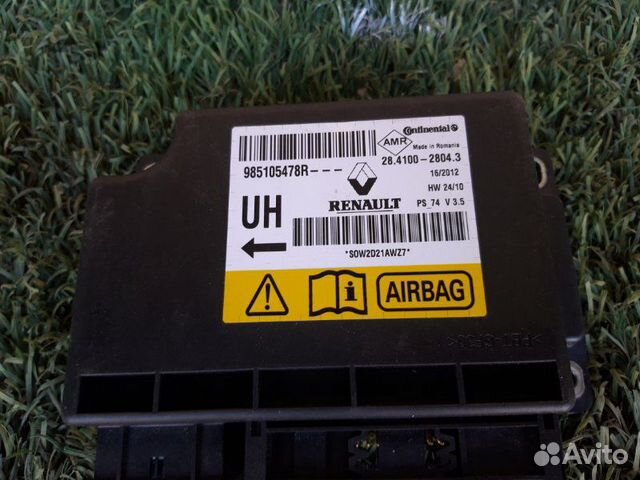 Continental
AMR
Made in Romania
985105478R---
28.4100-2804.3
16/2012
HW 24/10
UH
RENAULT
PS 74 V 3.5
*S0W2D21AWZ7*
i
AIRBAG
Avito